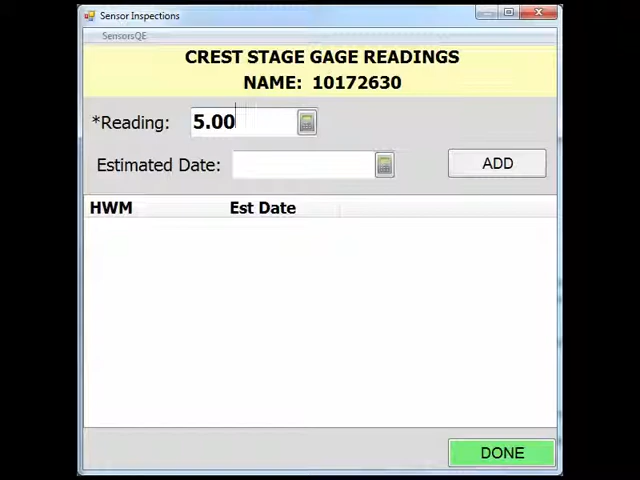 Sensor Inspections
SensorsQE
CREST STAGE GAGE READINGS
NAME: 10172630
*Reading: 5.00
Estimated Date:
ADD
HWM Est Date
DONE